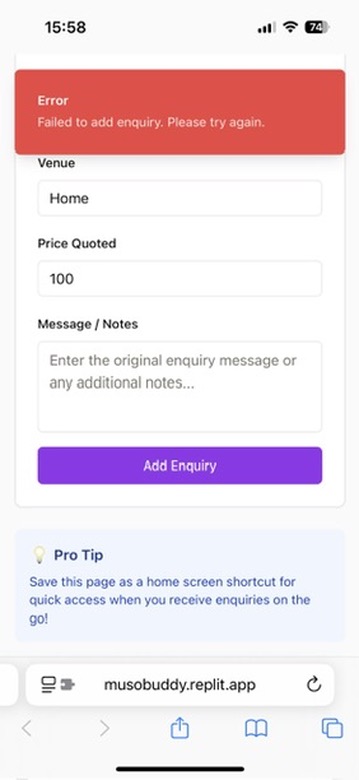 15:58
74
Error
Failed to add enquiry. Please try again.
Venue
Home
Price Quoted
100
Message / Notes
Enter the original enquiry message or
any additional notes...
Add Enquiry
Pro Tip
Save this page as a home screen shortcut for
quick access when you receive enquiries on the
go!
musobuddy.replit.app